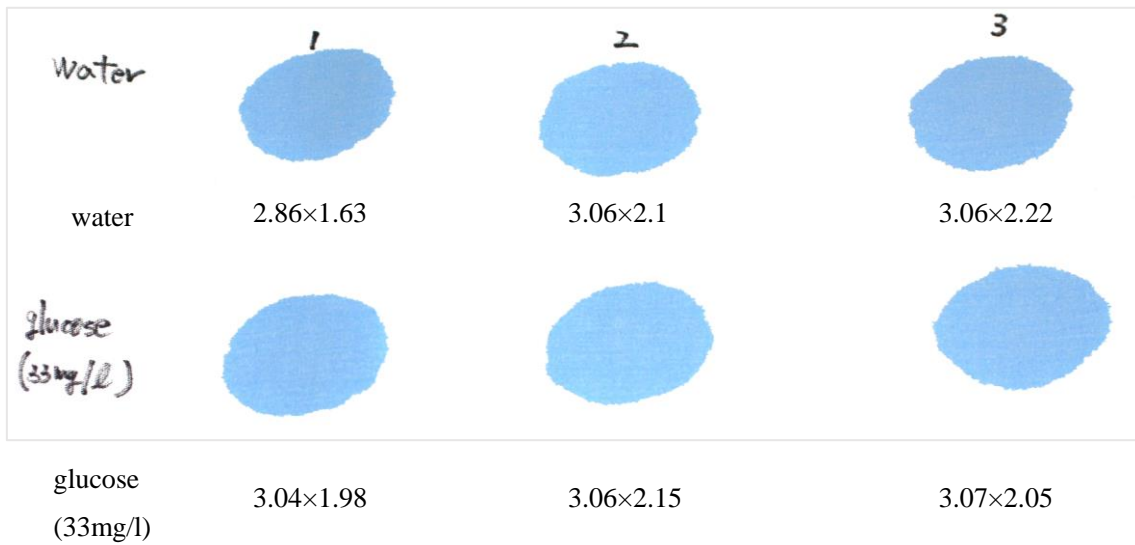 1 2 3
Water
water 2.86×1.63 3.06×2.1 3.06×2.22
glucose
(33mg/l)
glucose
(33mg/l)
3.04×1.98 3.06×2.15 3.07×2.05